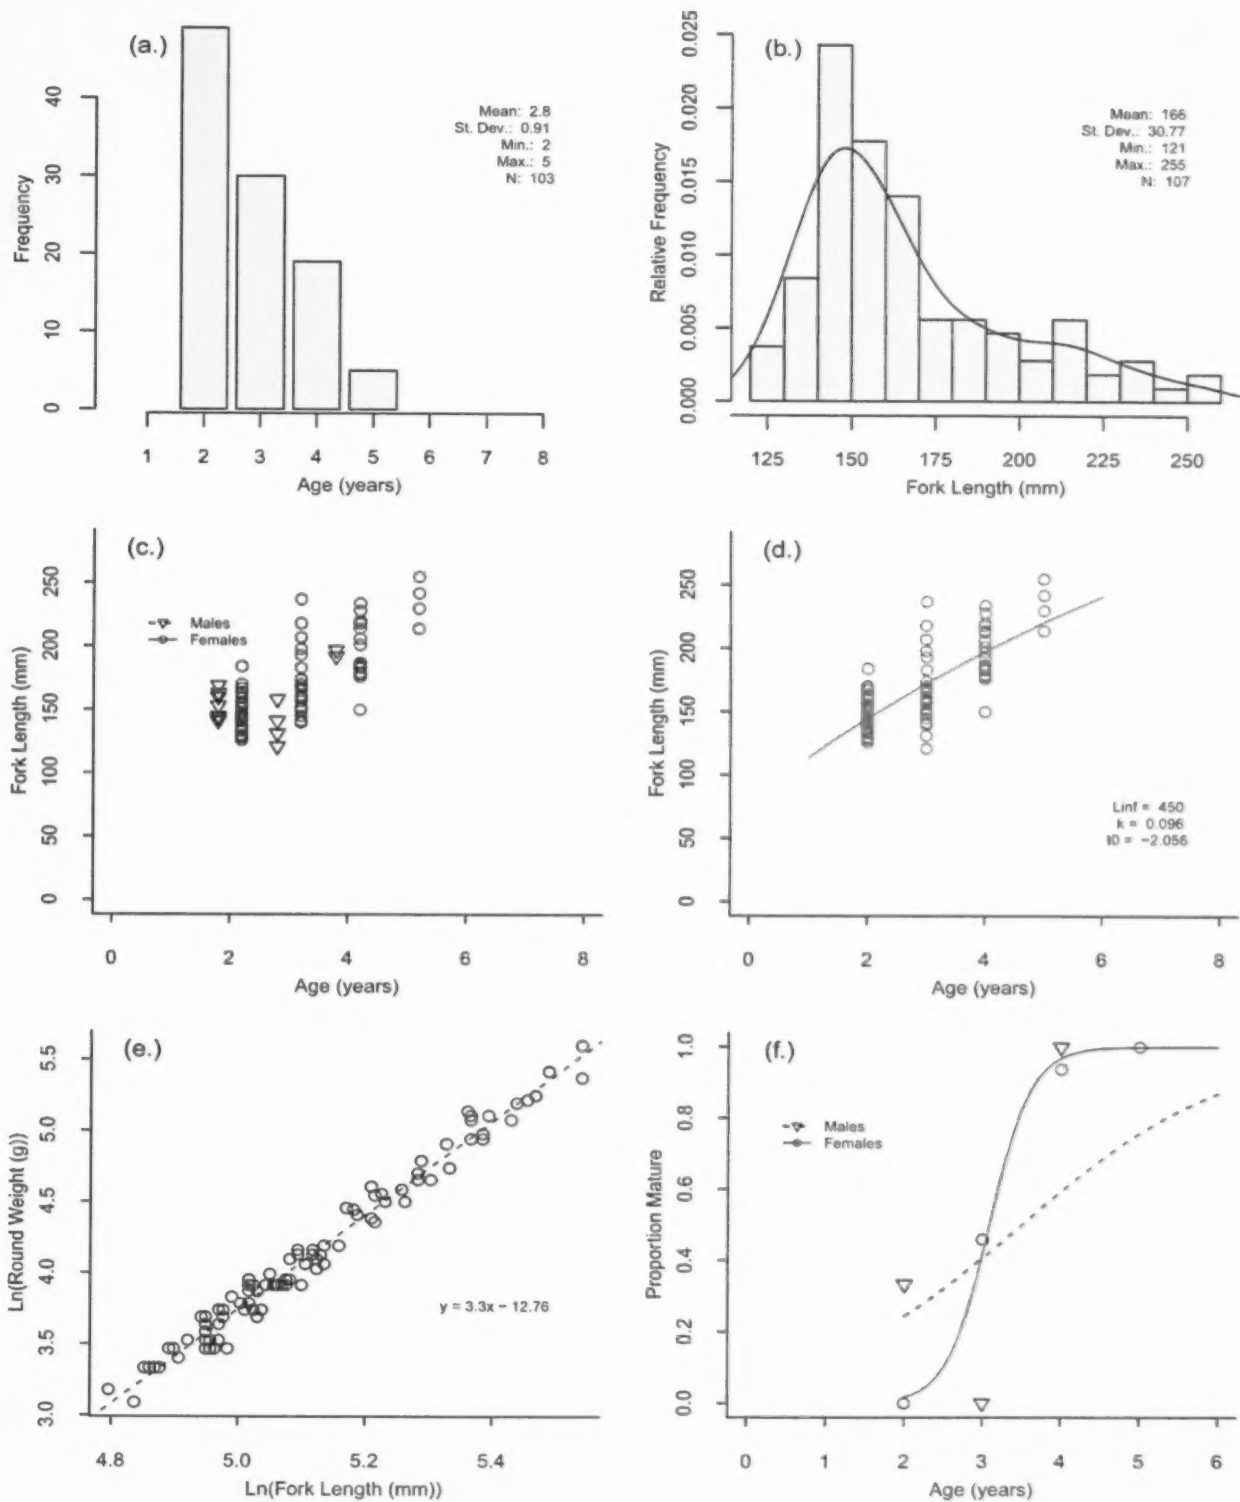 (a.)
Mean: 2.8
St. Dev.: 0.91
Min.: 2
Max.: 5
N: 103
Frequency
0 10 20 30 40
1 2 3 4 5 6 7 8
Age (years)
(b.)
Mean: 166
St. Dev.: 30.77
Min.: 121
Max.: 255
N: 107
Relative Frequency
0.000 0.005 0.010 0.015 0.020 0.025
125 150 175 200 225 250
Fork Length (mm)
(c.)
Males
Females
Fork Length (mm)
0 50 100 150 200 250
0 2 4 6 8
Age (years)
(d.)
Fork Length (mm)
0 50 100 150 200 250
Linf = 450
k = 0.096
t0 = −2.056
0 2 4 6 8
Age (years)
(e.)
Ln(Round Weight (g))
3.0 3.5 4.0 4.5 5.0 5.5
y = 3.3x − 12.76
4.8 5.0 5.2 5.4
Ln(Fork Length (mm))
(f.)
Males
Females
Proportion Mature
0.0 0.2 0.4 0.6 0.8 1.0
0 1 2 3 4 5 6
Age (years)